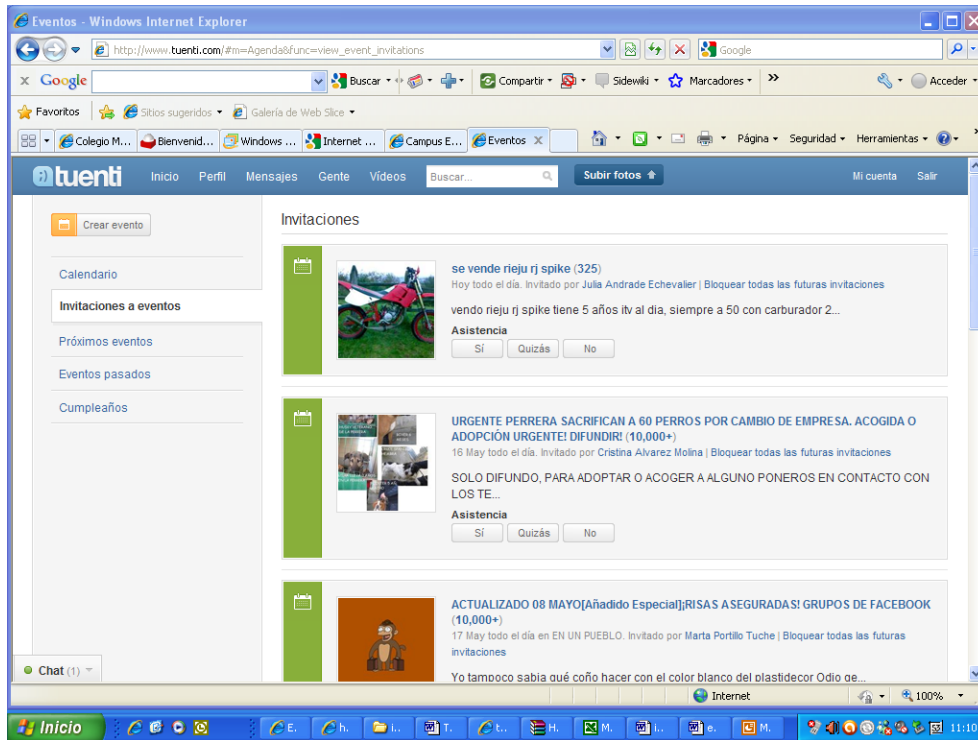 Eventos - Windows Internet Explorer
http://www.tuenti.com/#m=Agenda&func=view_event_invitations
Google
x Google
Buscar
Compartir
Sidewiki
Marcadores
»
Acceder
Favoritos
Sitios sugeridos
Galería de Web Slice
Colegio M...
Bienvenid...
Windows ...
Internet ...
Campus E...
Eventos X
Página
Seguridad
Herramientas
»
tuenti
Inicio
Perfil
Mensajes
Gente
Vídeos
Buscar...
Subir fotos
Mi cuenta
Salir
Crear evento
Calendario
Invitaciones a eventos
Próximos eventos
Eventos pasados
Cumpleaños
Invitaciones
se vende rieju rj spike (325)
Hoy todo el día. Invitado por Julia Andrade Echevalier | Bloquear todas las futuras invitaciones
vendo rieju rj spike tiene 5 años itv al dia, siempre a 50 con carburador 2...
Asistencia
Sí
Quizás
No
URGENTE PERRERA SACRIFICAN A 60 PERROS POR CAMBIO DE EMPRESA. ACOGIDA O
ADOPCIÓN URGENTE! DIFUNDIR! (10,000+)
16 May todo el día. Invitado por Cristina Alvarez Molina | Bloquear todas las futuras invitaciones
SOLO DIFUNDO, PARA ADOPTAR O ACOGER A ALGUNO PONEROS EN CONTACTO CON
LOS TE...
Asistencia
Sí
Quizás
No
ACTUALIZADO 08 MAYO[Añadido Especial]¡RISAS ASEGURADAS! GRUPOS DE FACEBOOK
(10,000+)
17 May todo el día en EN UN PUEBLO. Invitado por Marta Portillo Tuche | Bloquear todas las futuras
invitaciones
Yo tampoco sabia qué coño hacer con el color blanco del plastidecor Odio ge...
Chat (1)
Internet
100%
Inicio
E.
h.
i..
T.
t..
H.
M.
i..
e.
M.
11:10